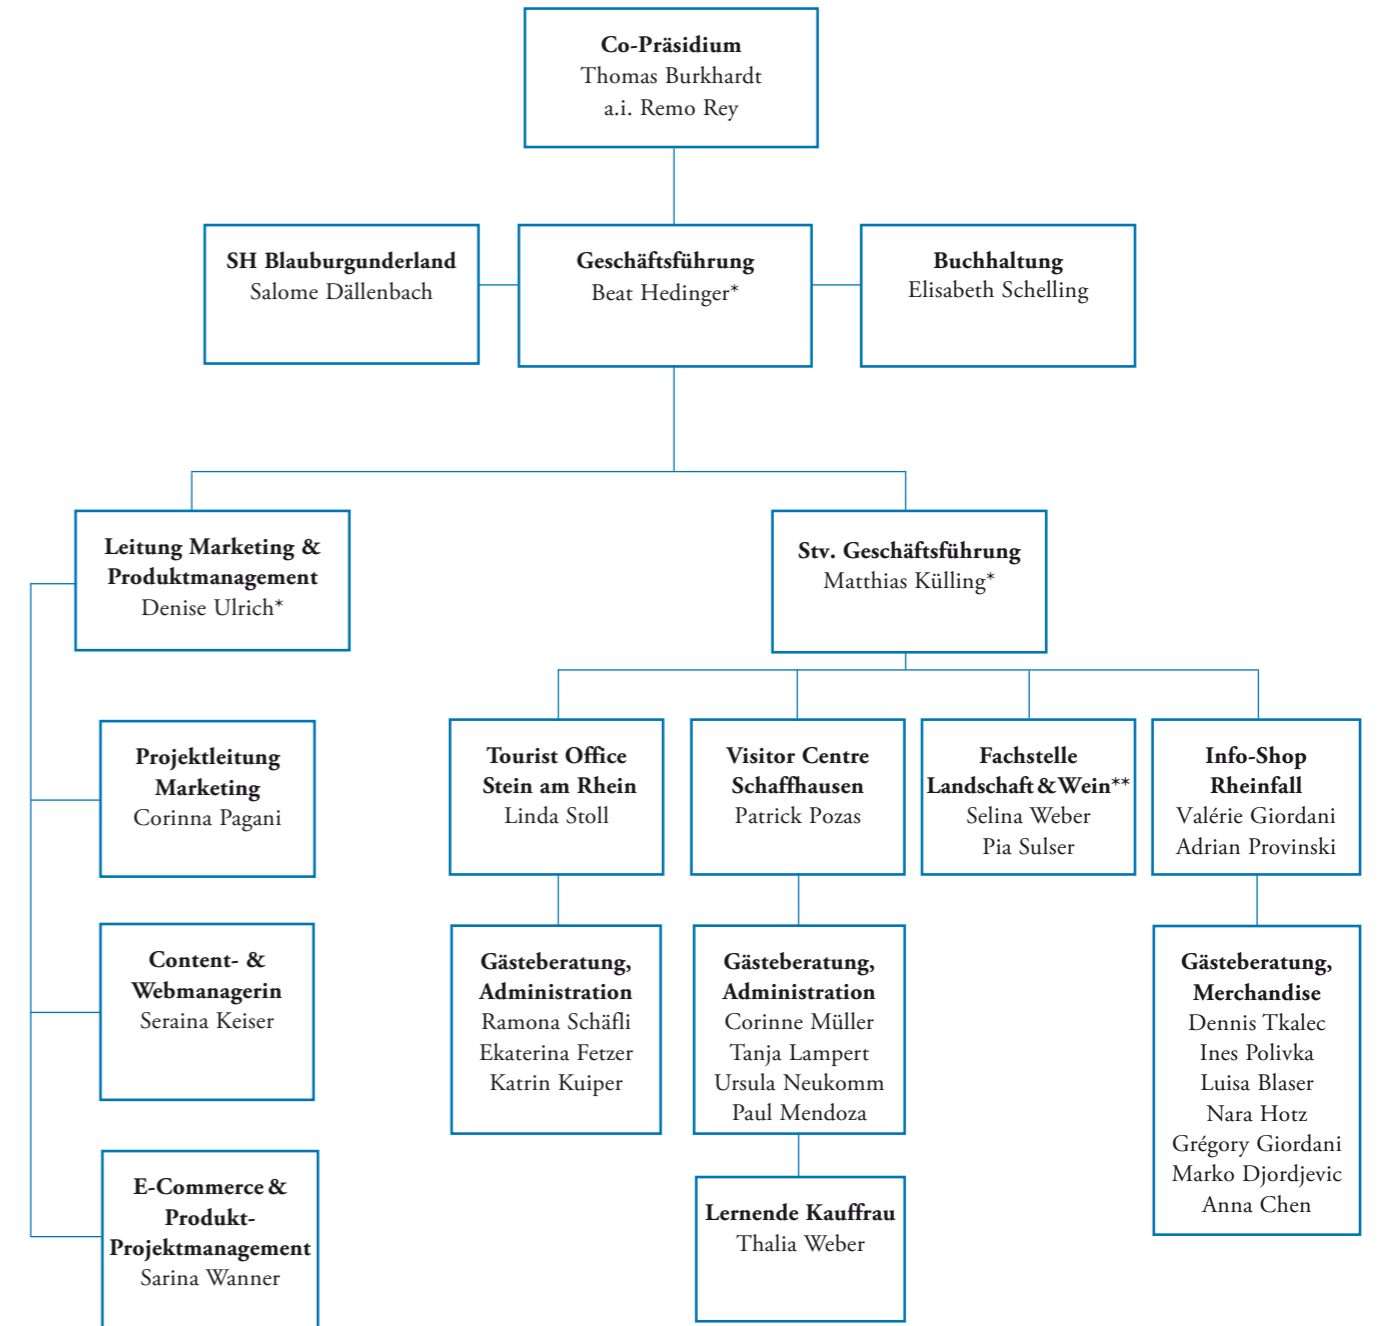 Co-Präsidium
Thomas Burkhardt
a.i. Remo Rey
SH Blauburgunderland
Salome Dällenbach
Geschäftsführung
Beat Hedinger*
Buchhaltung
Elisabeth Schelling
Leitung Marketing &
Produktmanagement
Denise Ulrich*
Stv. Geschäftsführung
Matthias Külling*
Projektleitung
Marketing
Corinna Pagani
Content- &
Webmanagerin
Seraina Keiser
E-Commerce &
Produkt-
Projektmanagement
Sarina Wanner
Tourist Office
Stein am Rhein
Linda Stoll
Gästeberatung,
Administration
Ramona Schäfli
Ekaterina Fetzer
Katrin Kuiper
Visitor Centre
Schaffhausen
Patrick Pozas
Gästeberatung,
Administration
Corinne Müller
Tanja Lampert
Ursula Neukomm
Paul Mendoza
Lernende Kauffrau
Thalia Weber
Fachstelle
Landschaft & Wein**
Selina Weber
Pia Sulser
Info-Shop
Rheinfall
Valérie Giordani
Adrian Provinski
Gästeberatung,
Merchandise
Dennis Tkalec
Ines Polivka
Luisa Blaser
Nara Hotz
Grégory Giordani
Marko Djordjevic
Anna Chen